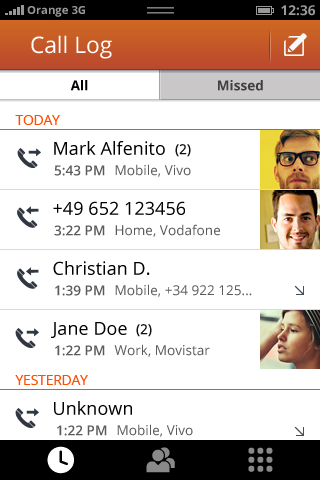 Orange 3G 12:36
Call Log
All Missed
TODAY
Mark Alfenito (2)
5:43 PM Mobile, Vivo
+49 652 123456
3:22 PM Home, Vodafone
Christian D.
1:39 PM Mobile, +34 922 125...
Jane Doe (2)
1:22 PM Work, Movistar
YESTERDAY
Unknown
1:22 PM Mobile, Vivo